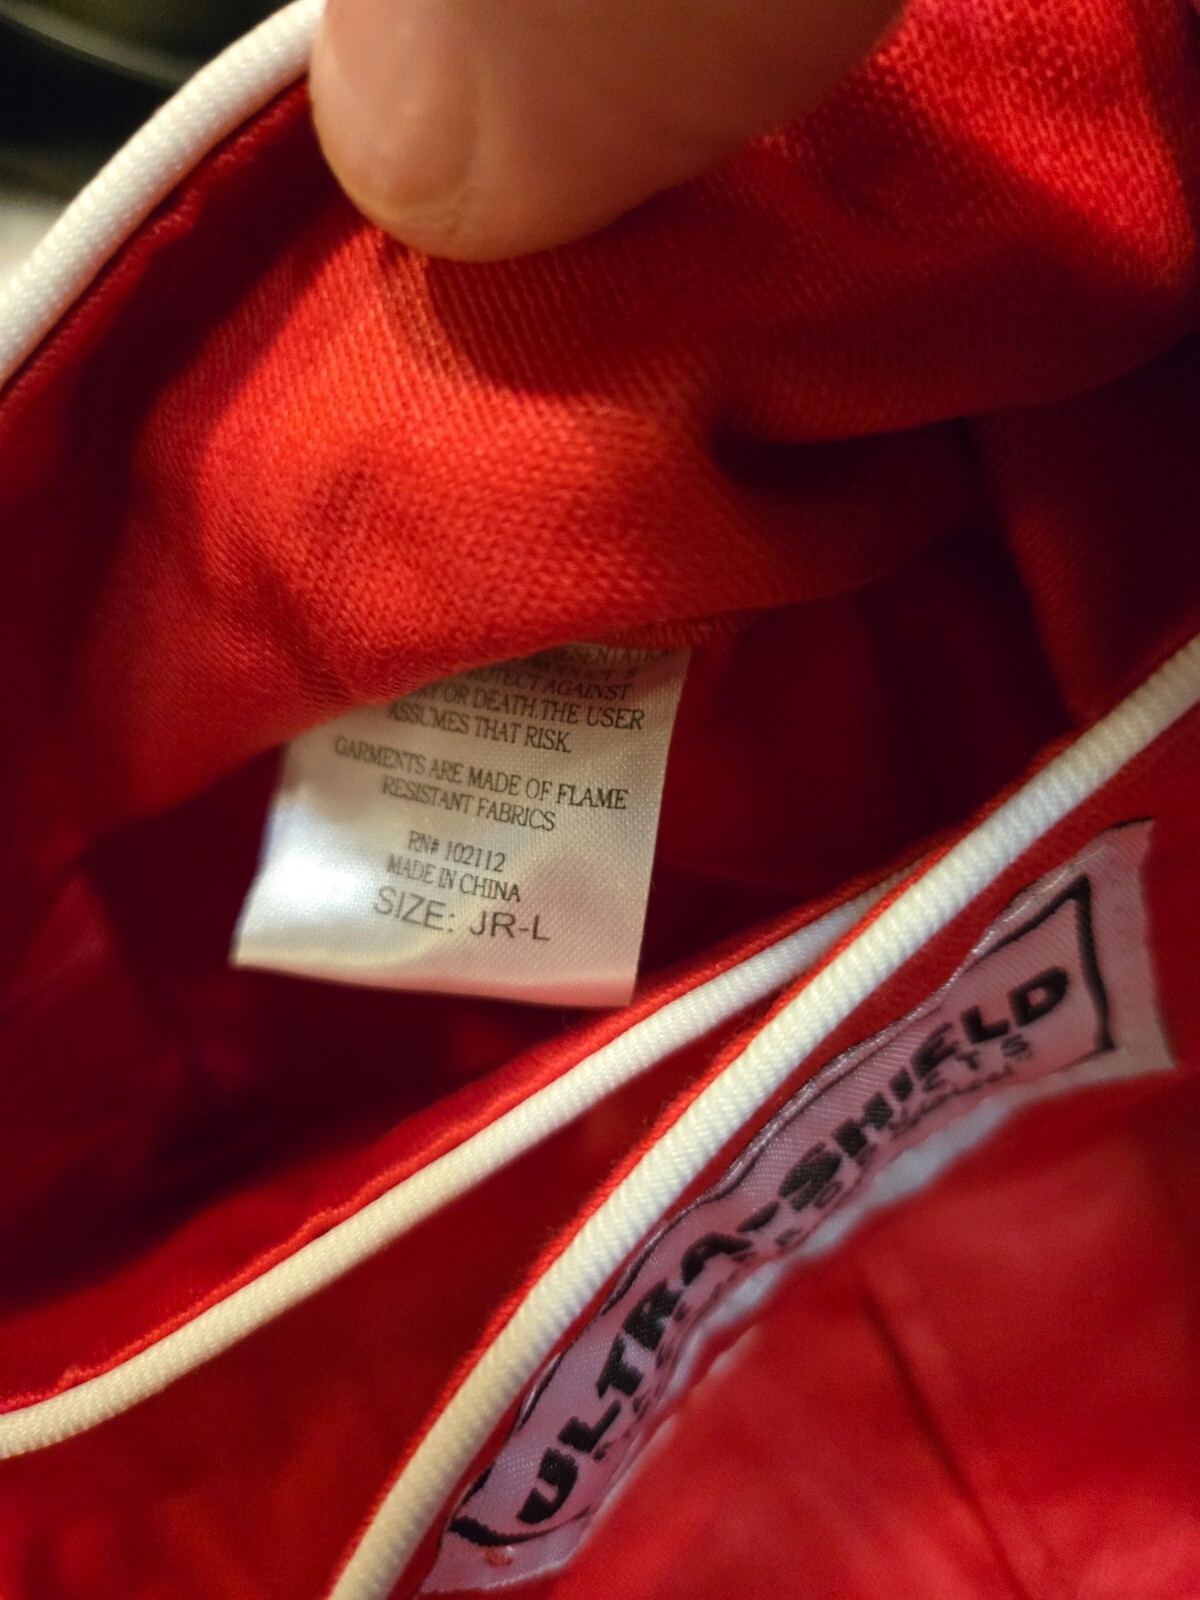 PROTECT AGAINST
OR DEATH.THE USER
ASSUMES THAT RISK.
GARMENTS ARE MADE OF FLAME
RESISTANT FABRICS
RN# 102112
MADE IN CHINA
SIZE: JR-L
ULTRA-SHIELD